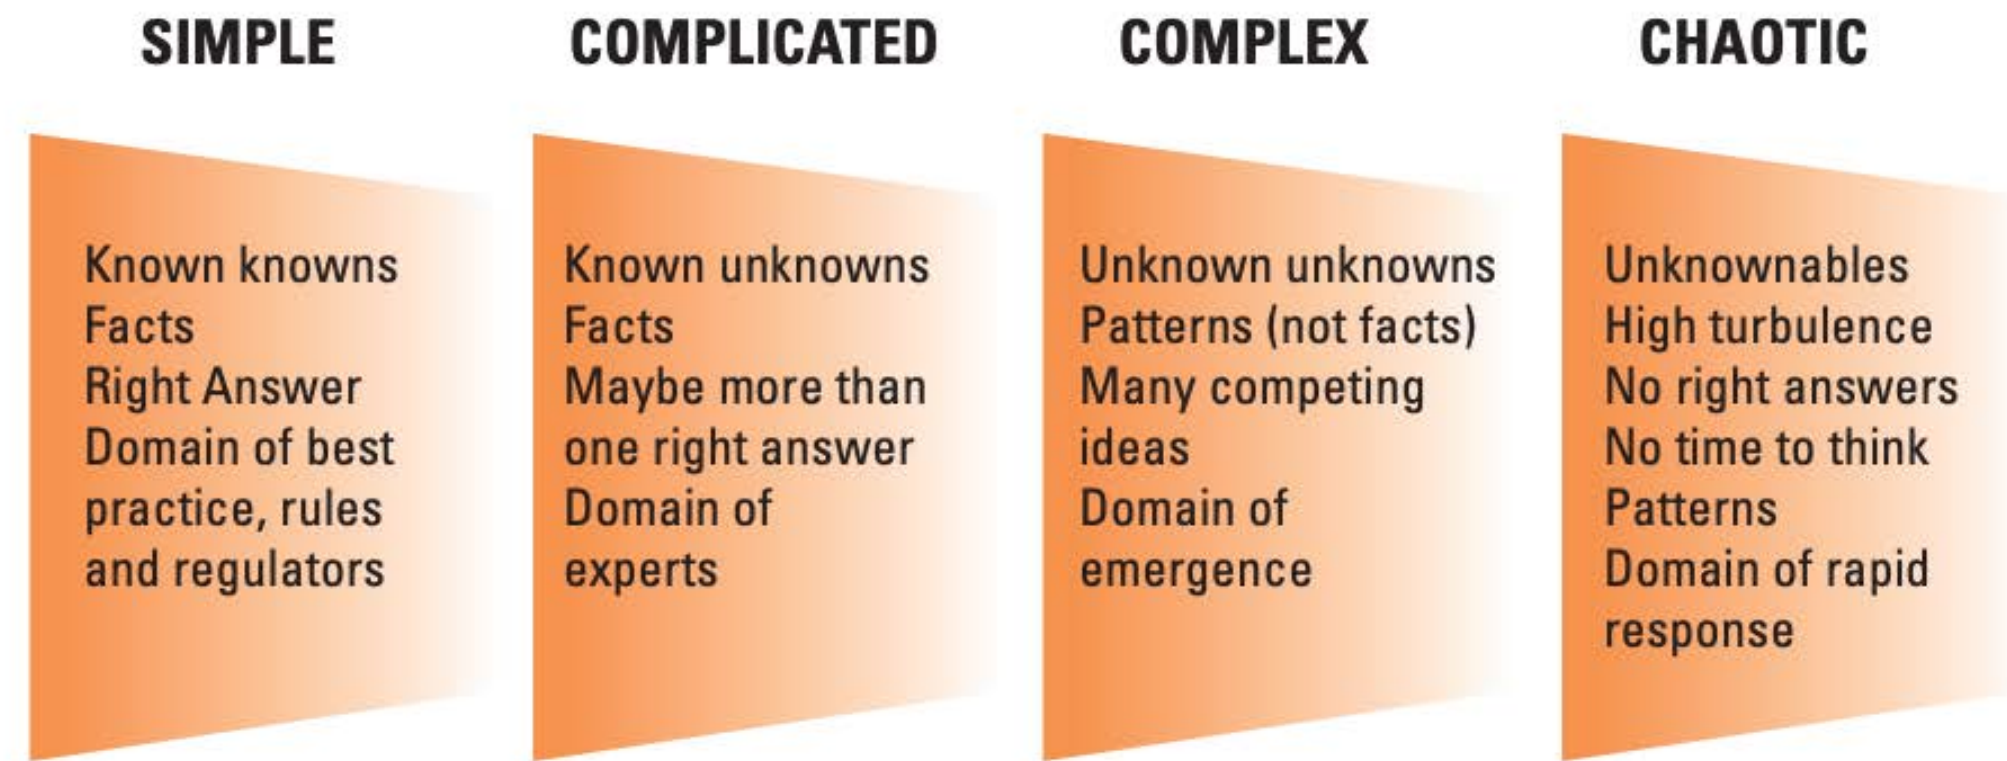 SIMPLE
Known knowns
Facts
Right Answer
Domain of best
practice, rules
and regulators
COMPLICATED
Known unknowns
Facts
Maybe more than
one right answer
Domain of
experts
COMPLEX
Unknown unknowns
Patterns (not facts)
Many competing
ideas
Domain of
emergence
CHAOTIC
Unknownables
High turbulence
No right answers
No time to think
Patterns
Domain of rapid
response